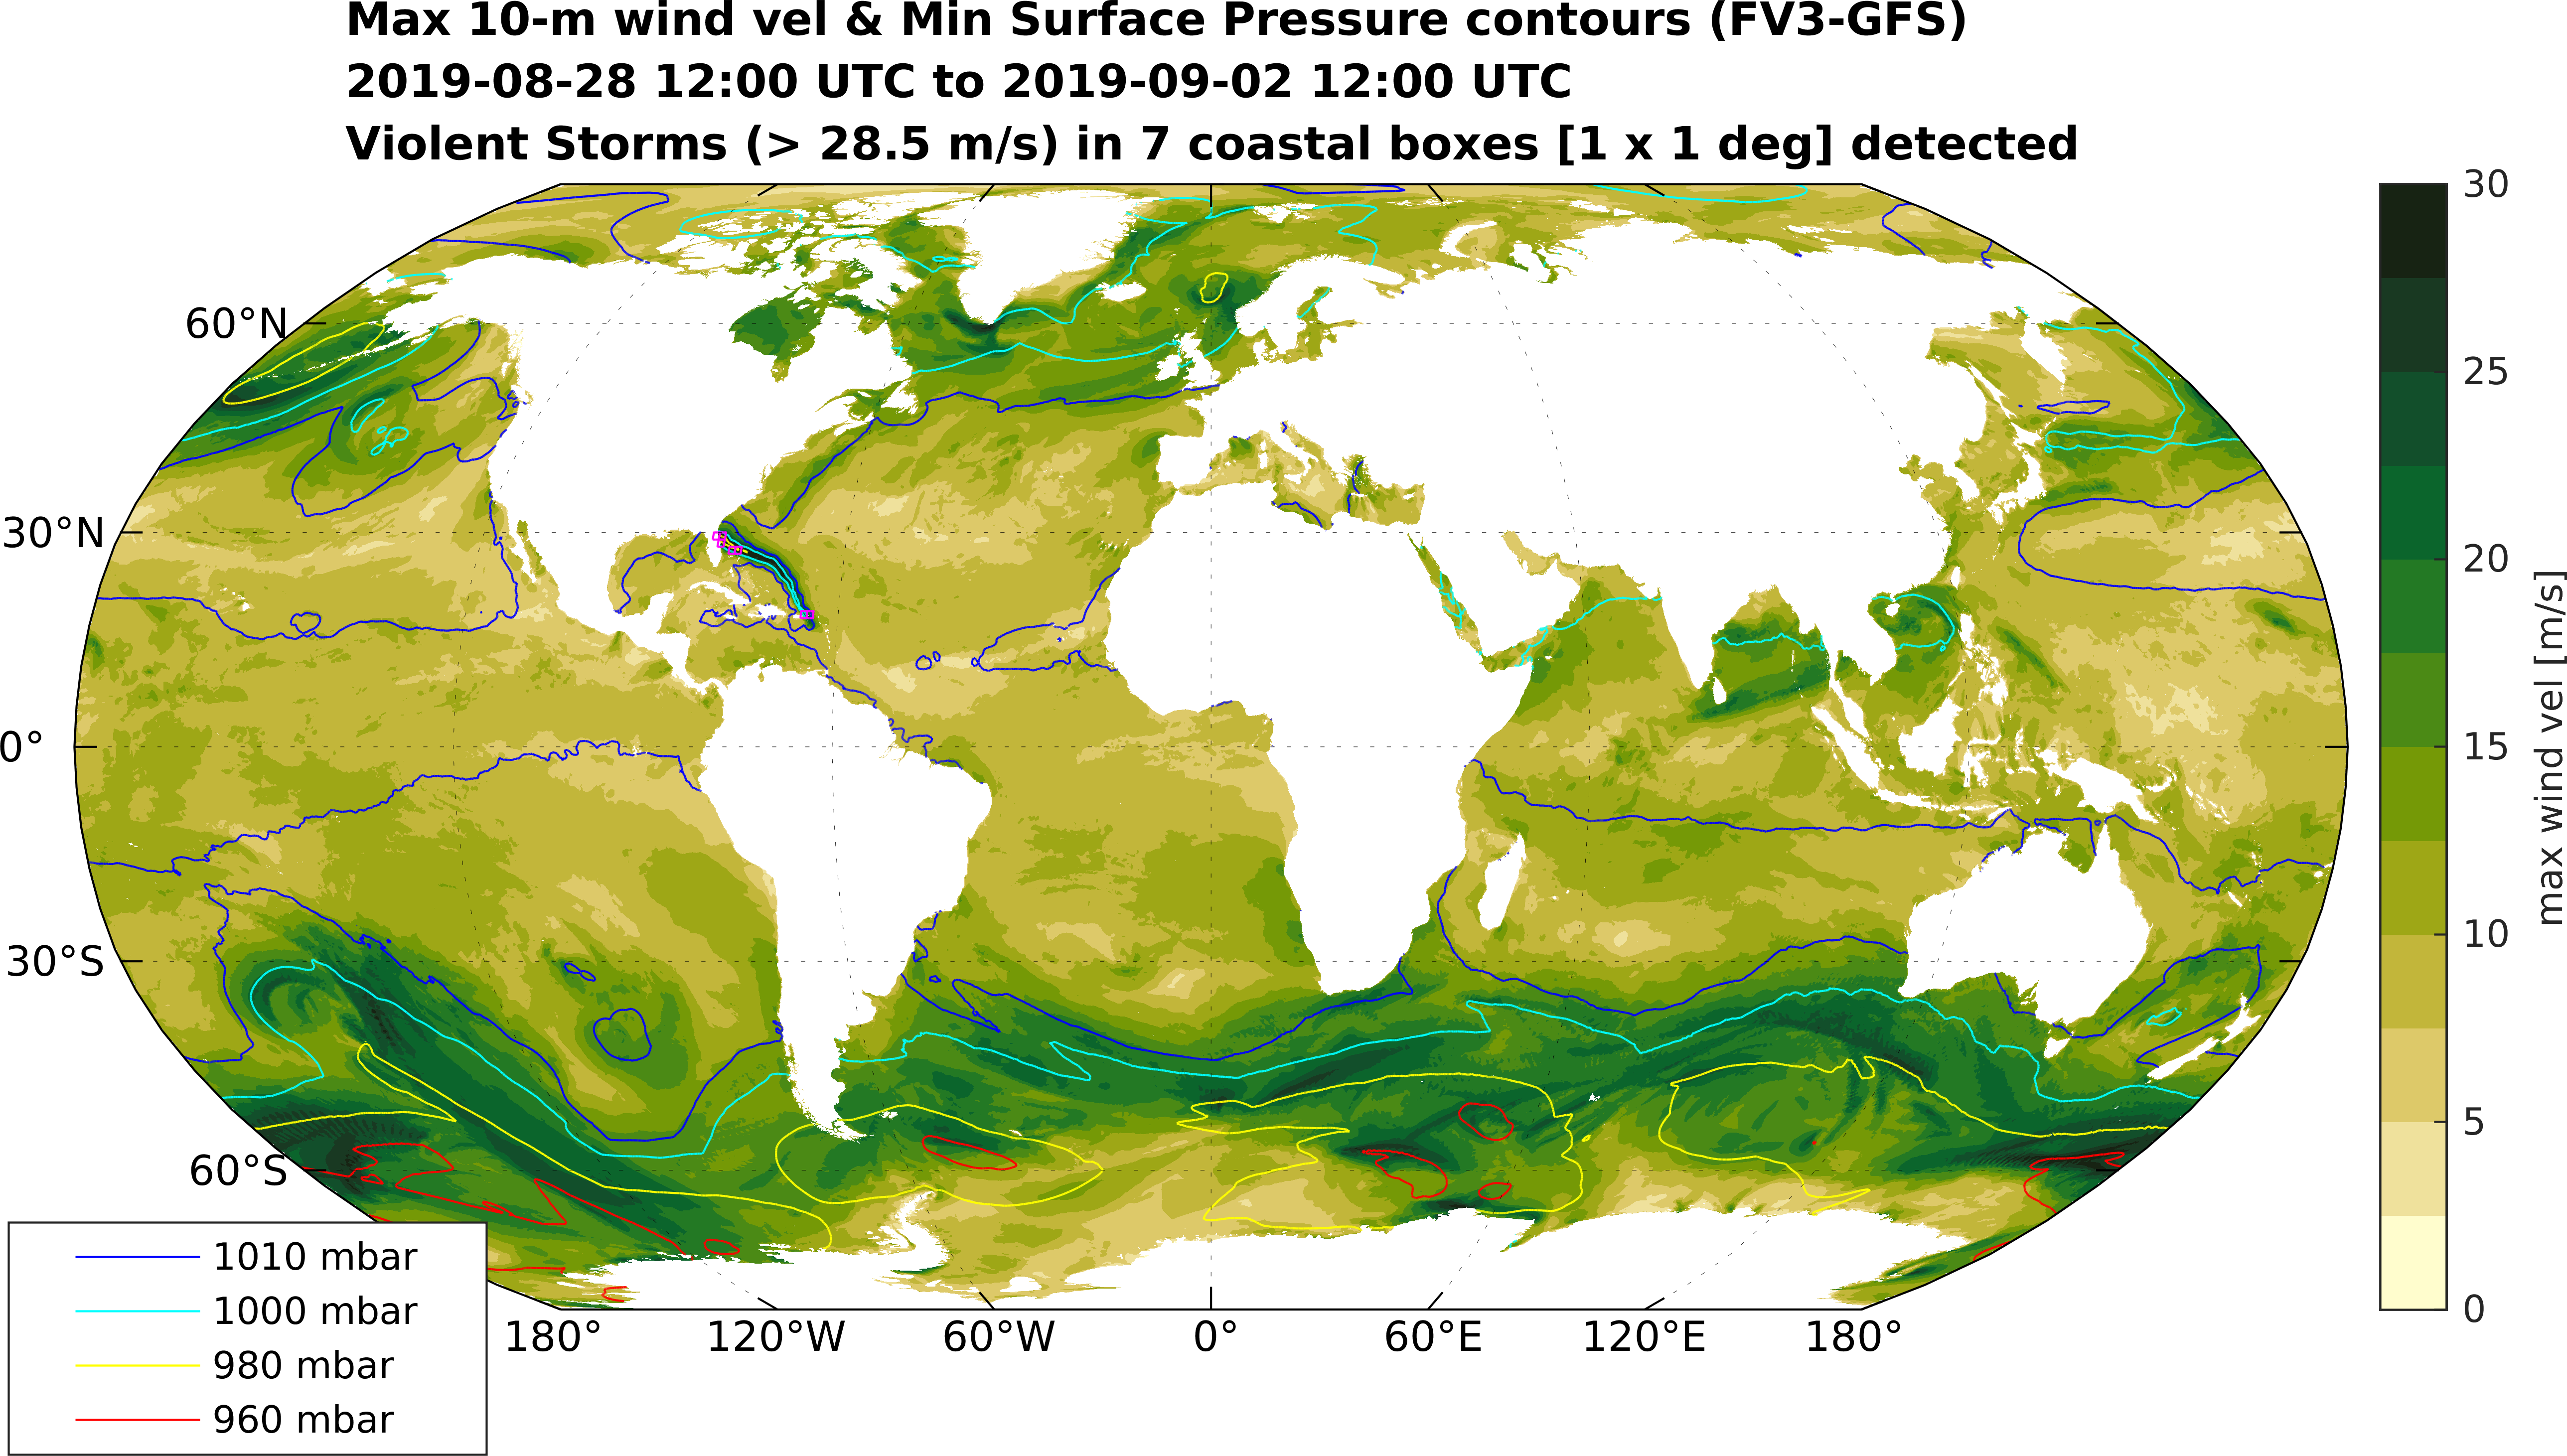 Max 10-m wind vel & Min Surface Pressure contours (FV3-GFS)
2019-08-28 12:00 UTC to 2019-09-02 12:00 UTC
Violent Storms (> 28.5 m/s) in 7 coastal boxes [1 x 1 deg] detected
60°N
30°N
0°
30°S
60°S
180°
120°W
60°W
0°
60°E
120°E
180°
1010 mbar
1000 mbar
980 mbar
960 mbar
30
25
20
15
10
5
0
max wind vel [m/s]